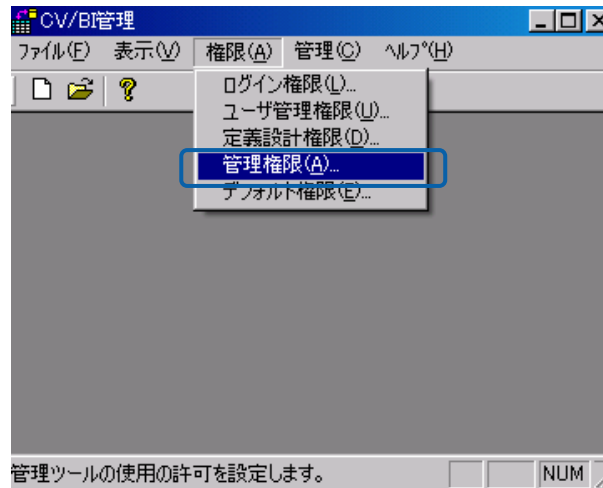 CV/BI管理
ファイル(F) 表示(V) 権限(A) 管理(C) ヘルプ(H)
ログイン権限(L)...
ユーザ管理権限(U)...
定義設計権限(D)...
管理権限(A)...
デフォルト権限(E)...
管理ツールの使用の許可を設定します。 NUM